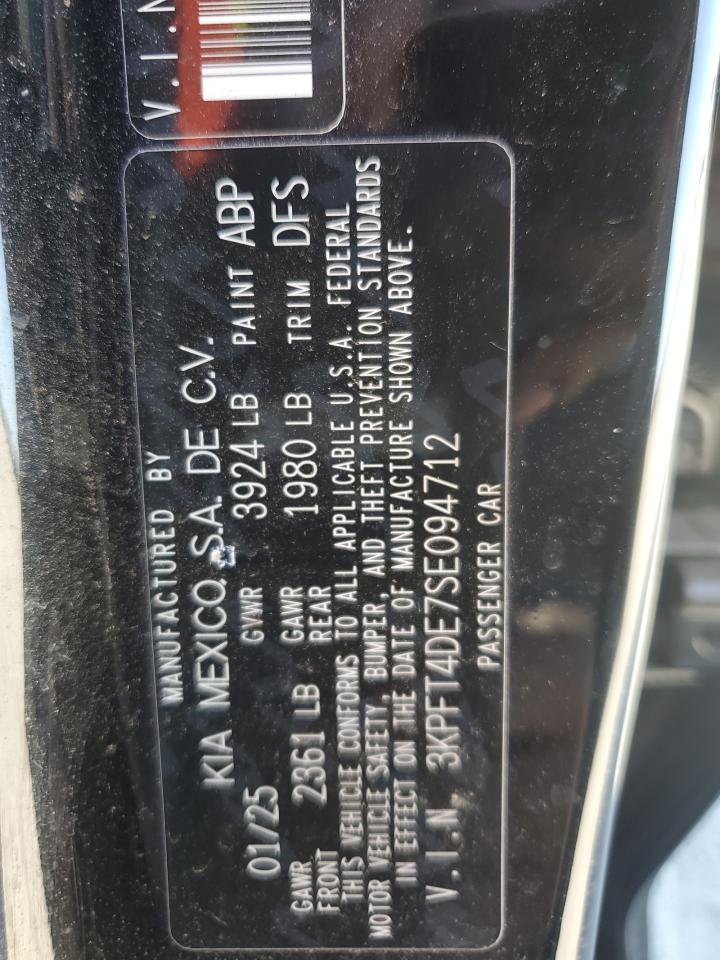 V.I.N
MANUFACTURED BY
KIA MEXICO, S.A. DE C.V.
01/25 GVWR 3924 LB PAINT ABP
GAWR FRONT 2361 LB GAWR REAR 1980 LB TRIM DFS
THIS VEHICLE CONFORMS TO ALL APPLICABLE U.S.A. FEDERAL
MOTOR VEHICLE SAFETY, BUMPER, AND THEFT PREVENTION STANDARDS
IN EFFECT ON THE DATE OF MANUFACTURE SHOWN ABOVE.
V.I.N 3KPFT4DE7SE094712
PASSENGER CAR